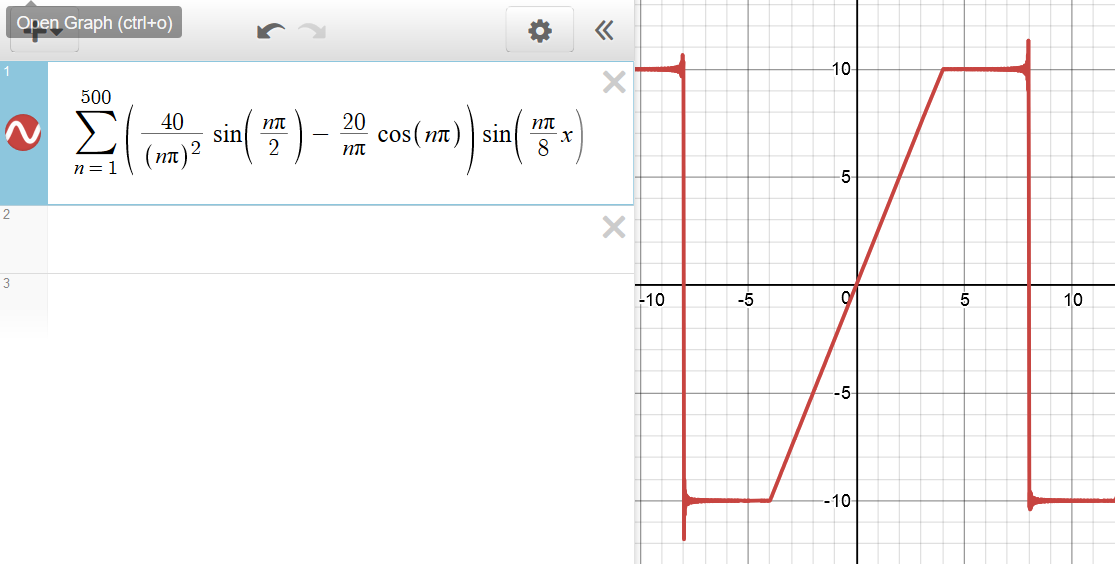 Open Graph (ctrl+o)
1
500
∑ ( 40/(nπ)² sin( nπ/2 ) − 20/nπ cos(nπ) ) sin( nπ/8 x )
n = 1
2
3
10
5
-10 -5 0 5 10
-5
-10